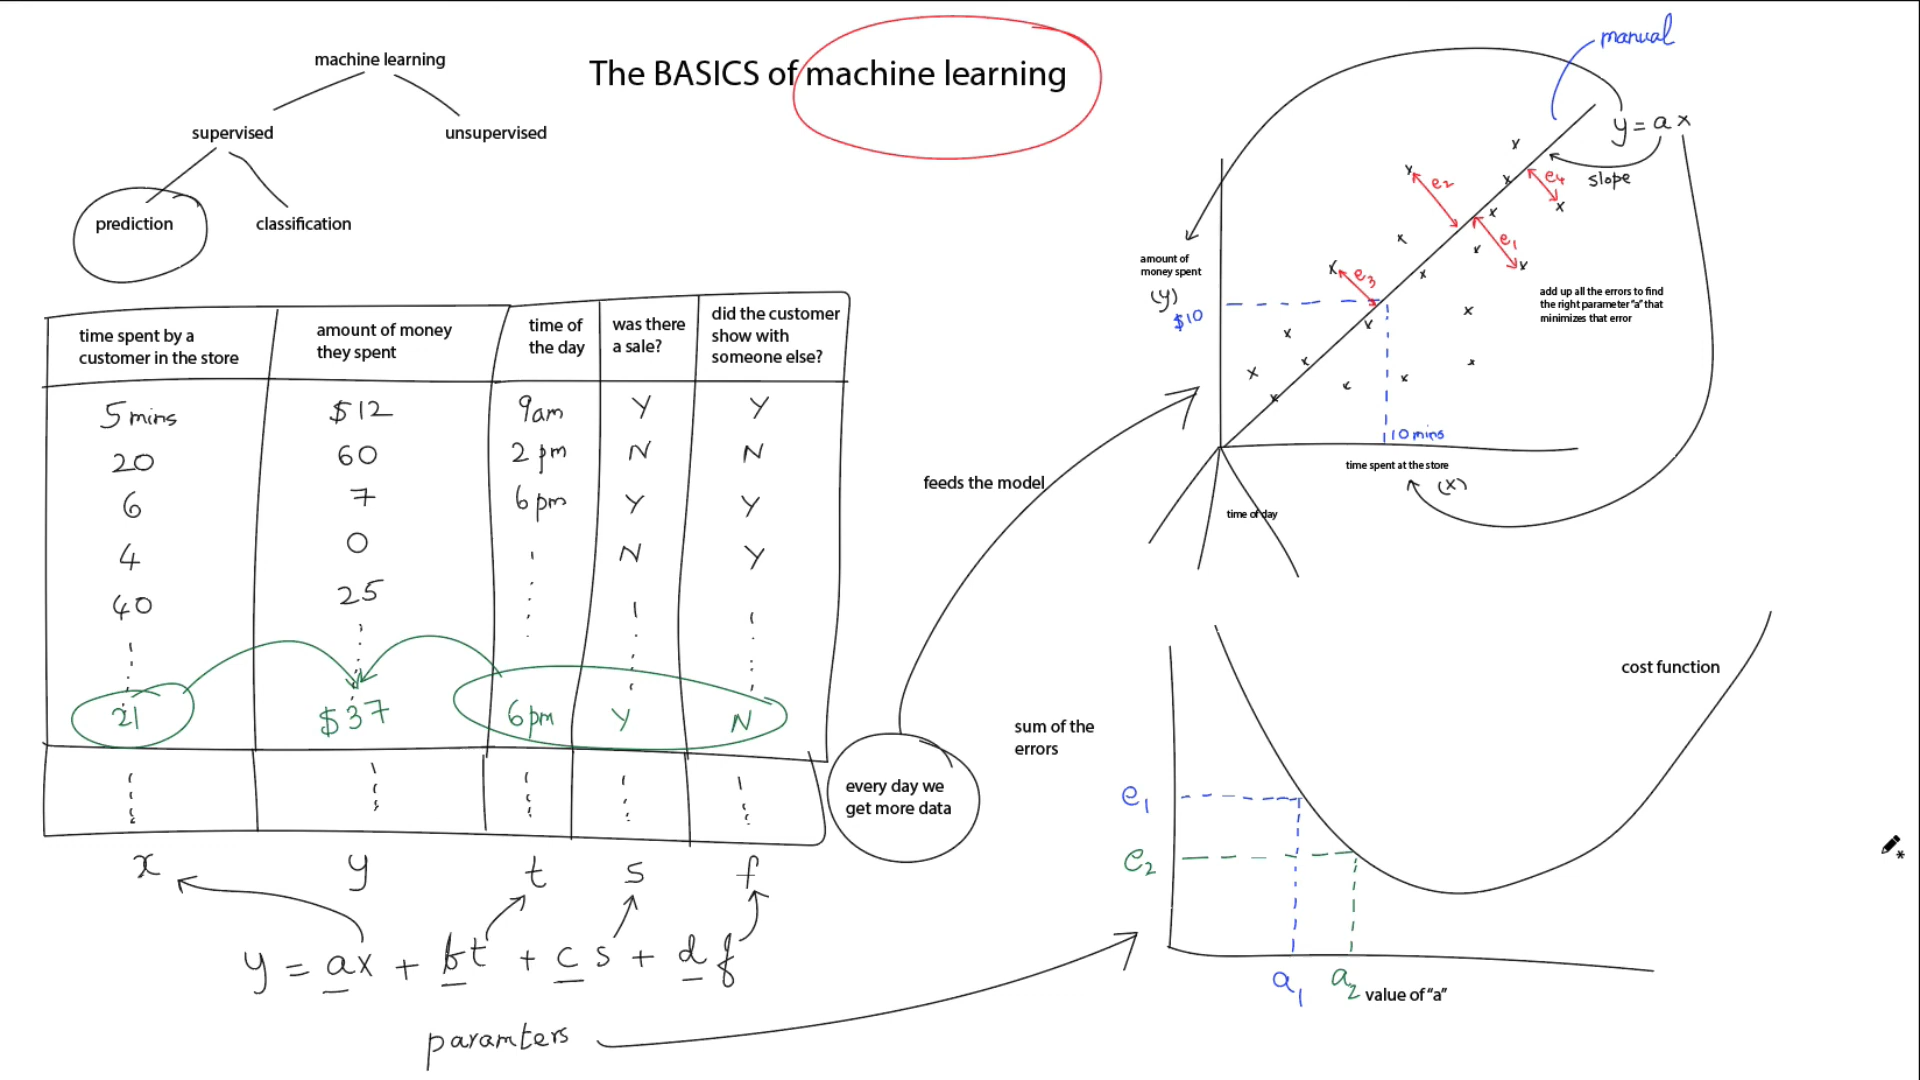 The BASICS of machine learning
machine learning
supervised
unsupervised
prediction
classification
time spent by a
customer in the store
amount of money
they spent
time of
the day
was there
a sale?
did the customer
show with
someone else?
5 mins $12 9am Y Y
20 60 2 pm N N
6 7 6 pm Y Y
4 0 N Y
40 25
21 $37 6pm Y N
x y t s f
y = ax + bt + c s + d f
paramters
every day we
get more data
feeds the model
manual
y = a x
slope
e2
e4
e1
e3
amount of
money spent
(y)
$10
10 mins
time spent at the store
(x)
time of day
add up all the errors to find
the right parameter "a" that
minimizes that error
cost function
sum of the
errors
e1
e2
a1
a2
value of "a"